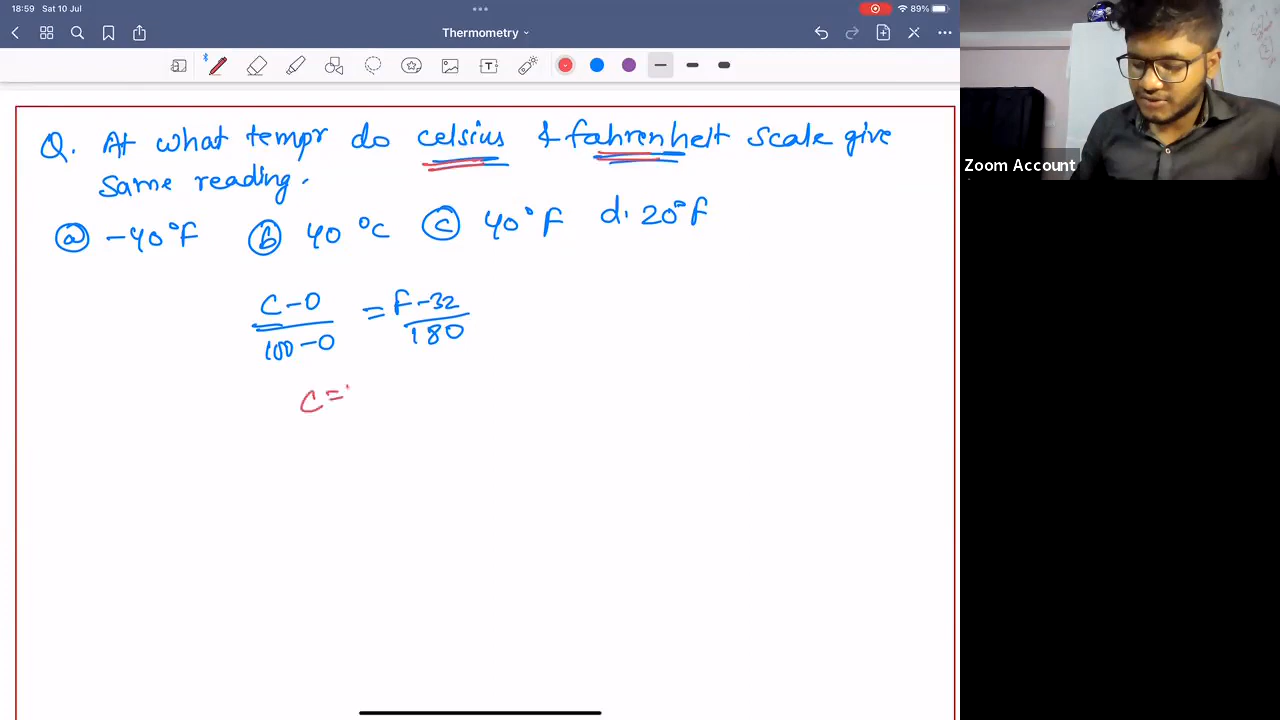 18:59 Sat 10 Jul
89%
Thermometry
T
Q. At what tempr do celsius & fahrenheit scale give
same reading.
(a) -40°F (b) 40 °C (c) 40°F d. 20°F
C-0 = F-32
100-0 180
C=
Zoom Account